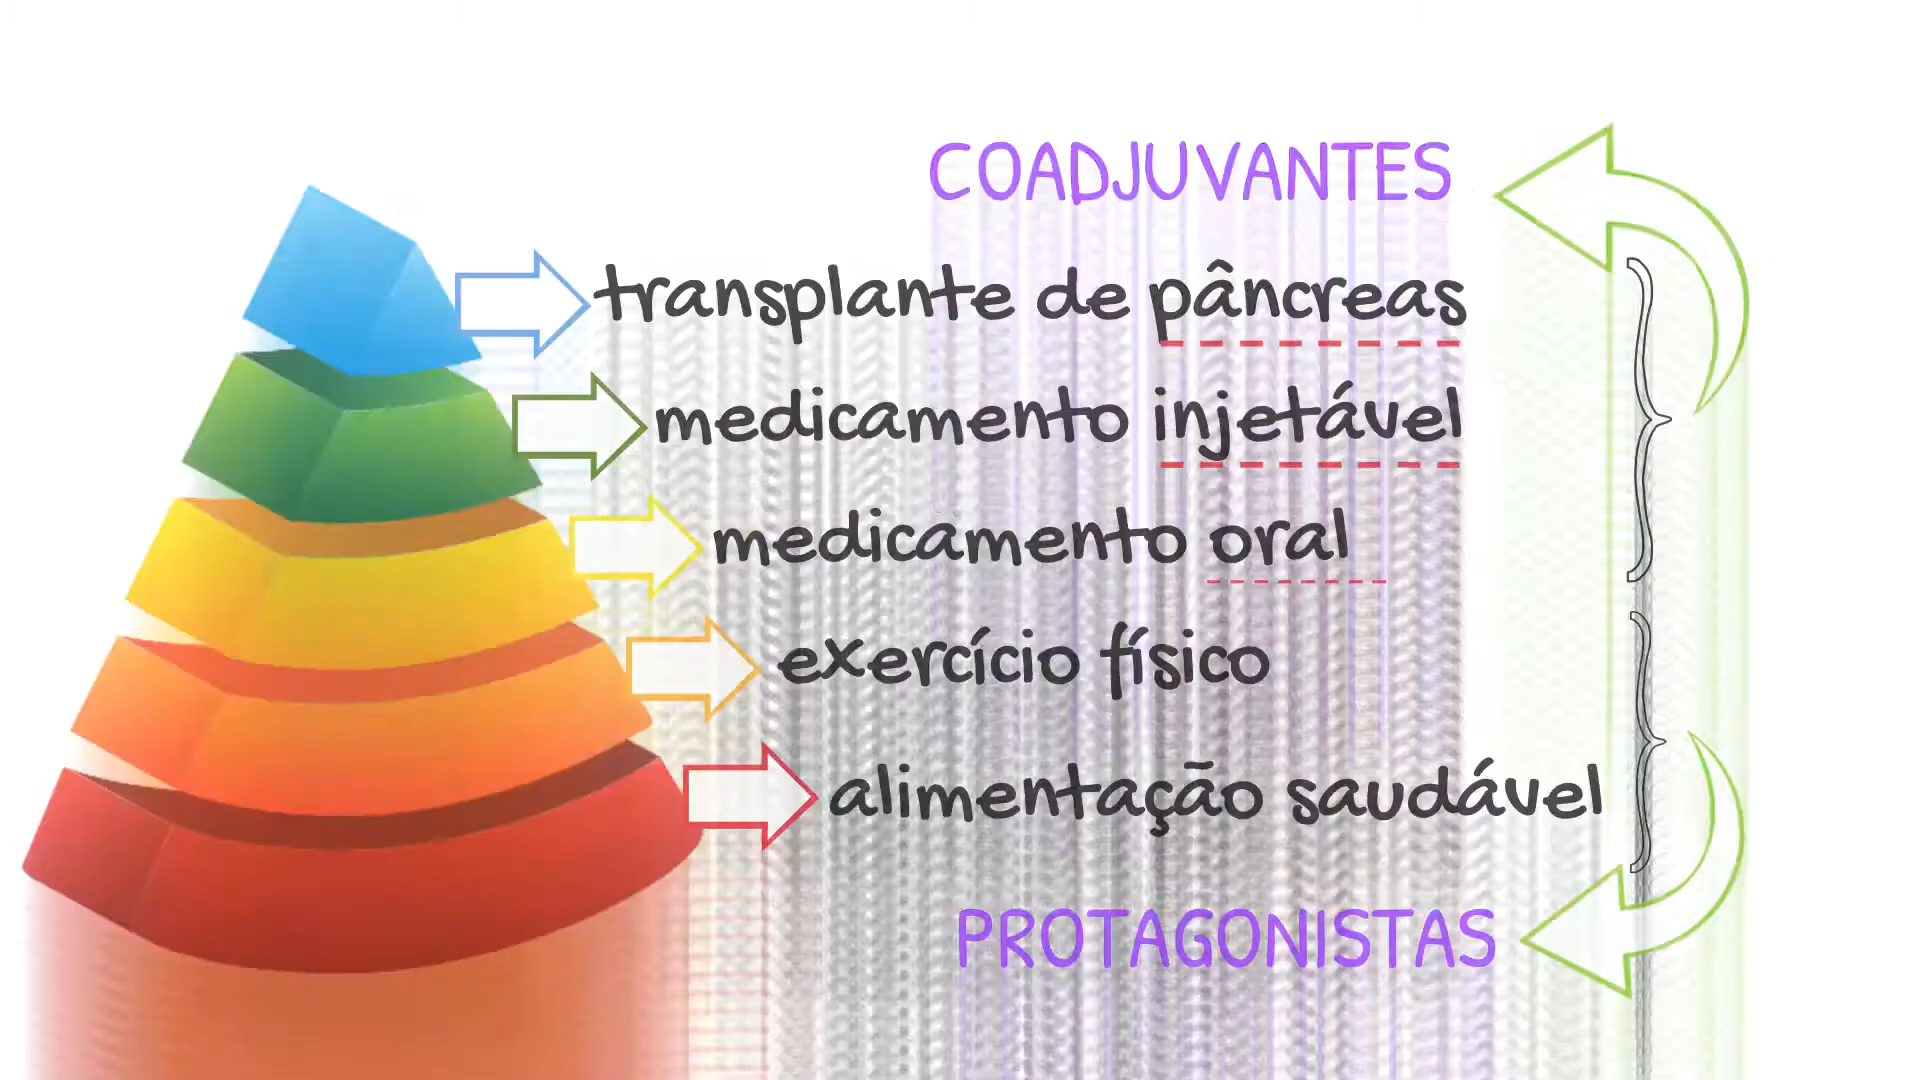 COADJUVANTES
transplante de pâncreas
medicamento injetável
medicamento oral
exercício físico
alimentação saudável
PROTAGONISTAS